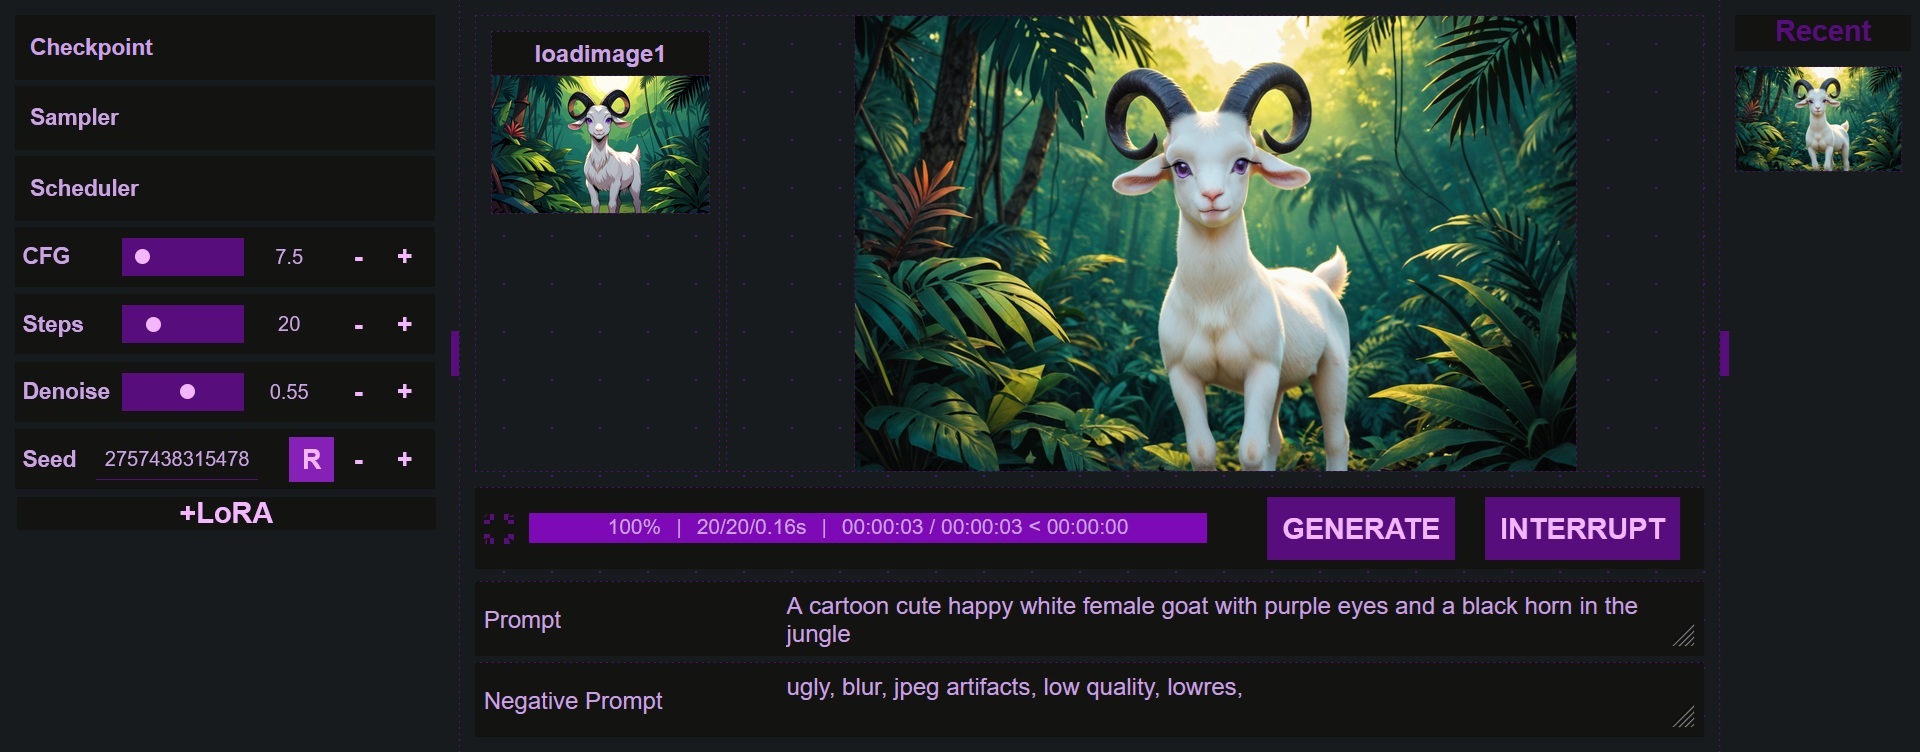 Checkpoint
Sampler
Scheduler
CFG 7.5 - +
Steps 20 - +
Denoise 0.55 - +
Seed 2757438315478 R - +
+LoRA
loadimage1
100% | 20/20/0.16s | 00:00:03 / 00:00:03 < 00:00:00
GENERATE INTERRUPT
Prompt
A cartoon cute happy white female goat with purple eyes and a black horn in the
jungle
Negative Prompt
ugly, blur, jpeg artifacts, low quality, lowres,
Recent